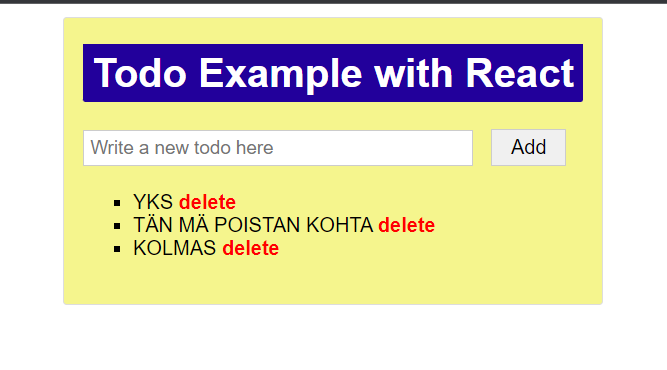 Todo Example with React
Write a new todo here Add
YKS delete
TÄN MÄ POISTAN KOHTA delete
KOLMAS delete